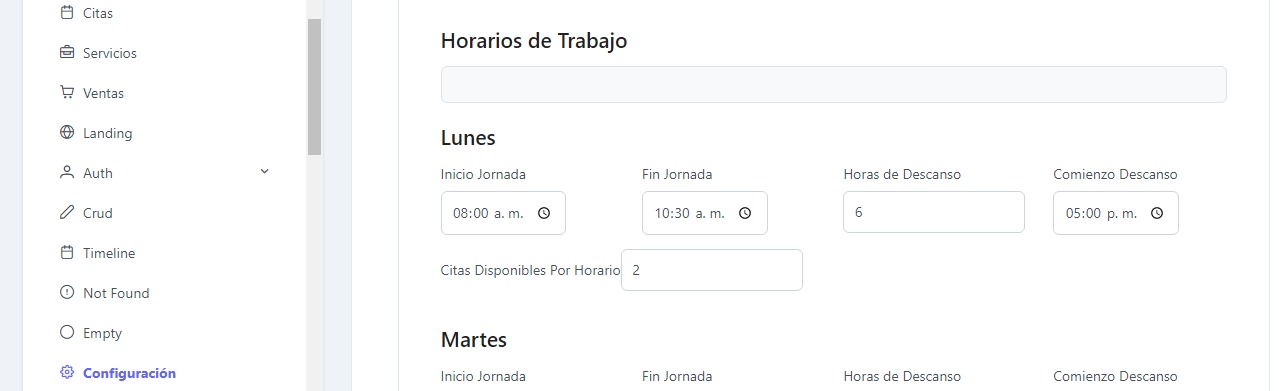 Citas
Servicios
Ventas
Landing
Auth
Crud
Timeline
Not Found
Empty
Configuración
Horarios de Trabajo
Lunes
Inicio Jornada Fin Jornada Horas de Descanso Comienzo Descanso
08:00 a. m. 10:30 a. m. 6 05:00 p. m.
Citas Disponibles Por Horario 2
Martes
Inicio Jornada Fin Jornada Horas de Descanso Comienzo Descanso